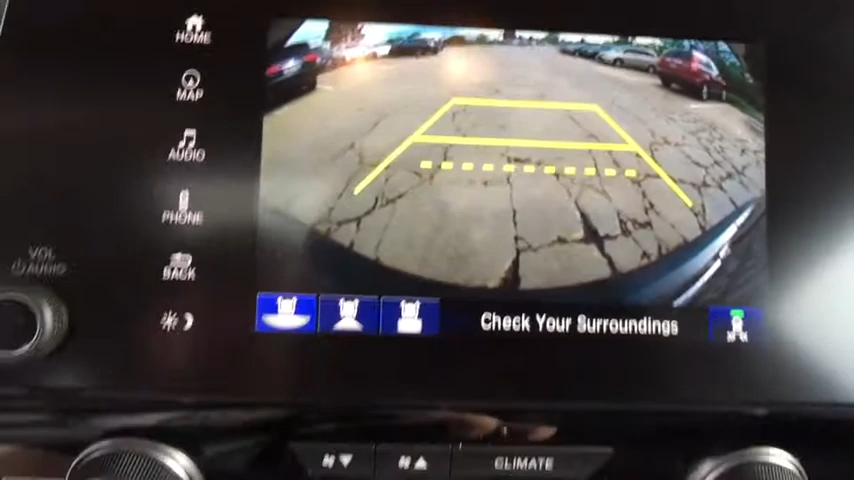 HOME
MAP
AUDIO
PHONE
VOL
AUDIO
BACK
Check Your Surroundings
CLIMATE